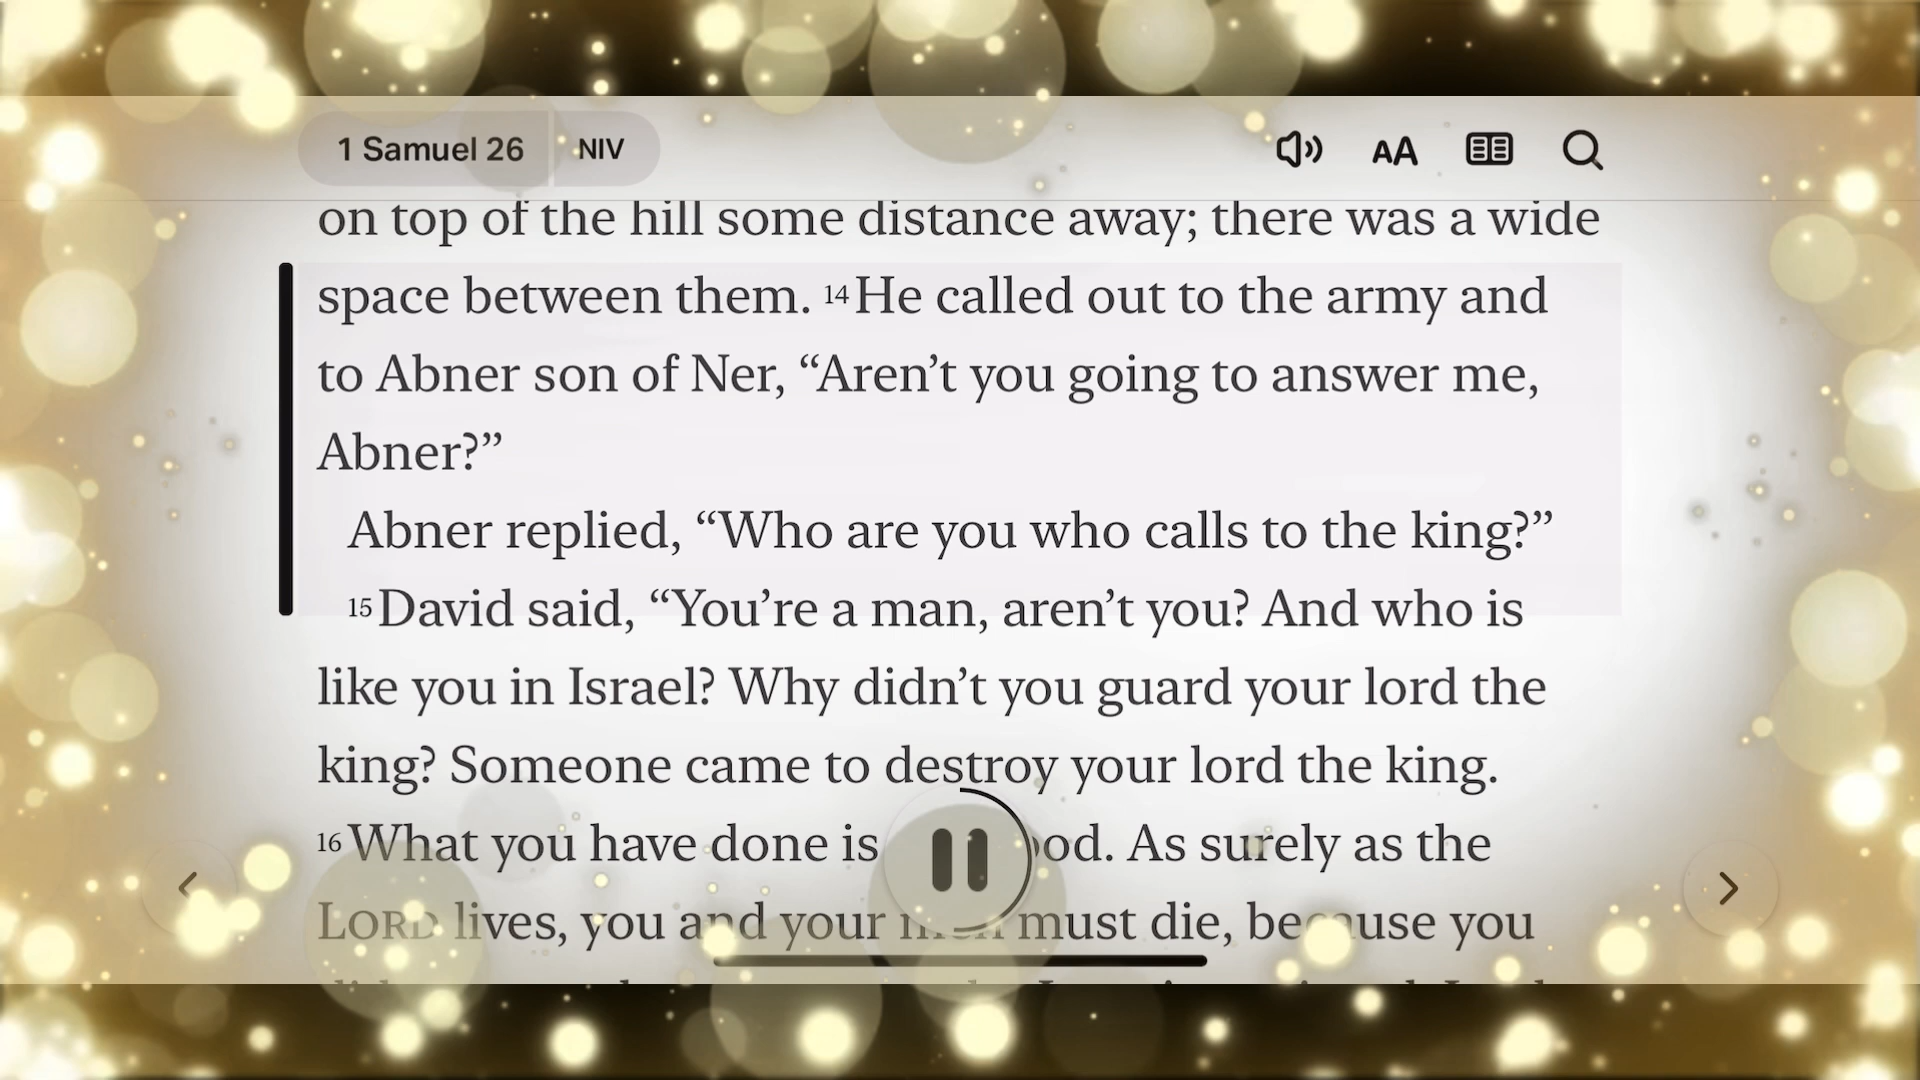 1 Samuel 26 NIV
AA
on top of the hill some distance away; there was a wide
space between them. 14 He called out to the army and
to Abner son of Ner, “Aren’t you going to answer me,
Abner?”
Abner replied, “Who are you who calls to the king?”
15 David said, “You’re a man, aren’t you? And who is
like you in Israel? Why didn’t you guard your lord the
king? Someone came to destroy your lord the king.
16 What you have done is ood. As surely as the
LORD lives, you and your must die, because you